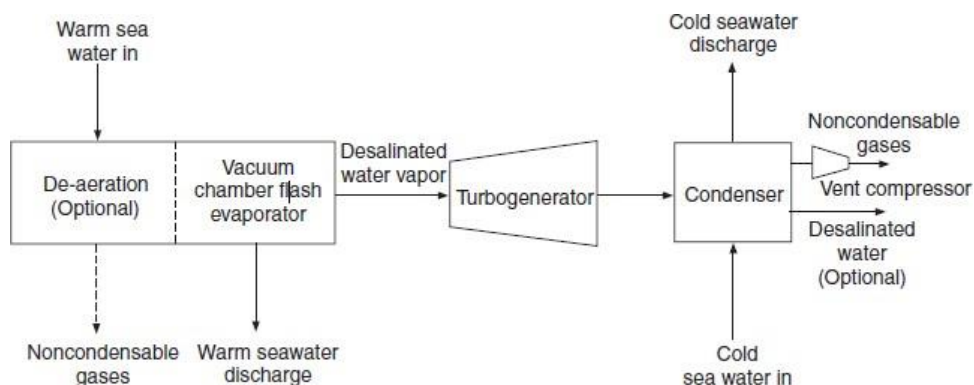 Warm sea
water in
De-aeration
(Optional)
Vacuum
chamber flash
evaporator
Noncondensable
gases
Warm seawater
discharge
Desalinated
water vapor
Turbogenerator
Cold seawater
discharge
Condenser
Noncondensable
gases
Vent compressor
Desalinated
water
(Optional)
Cold
sea water in